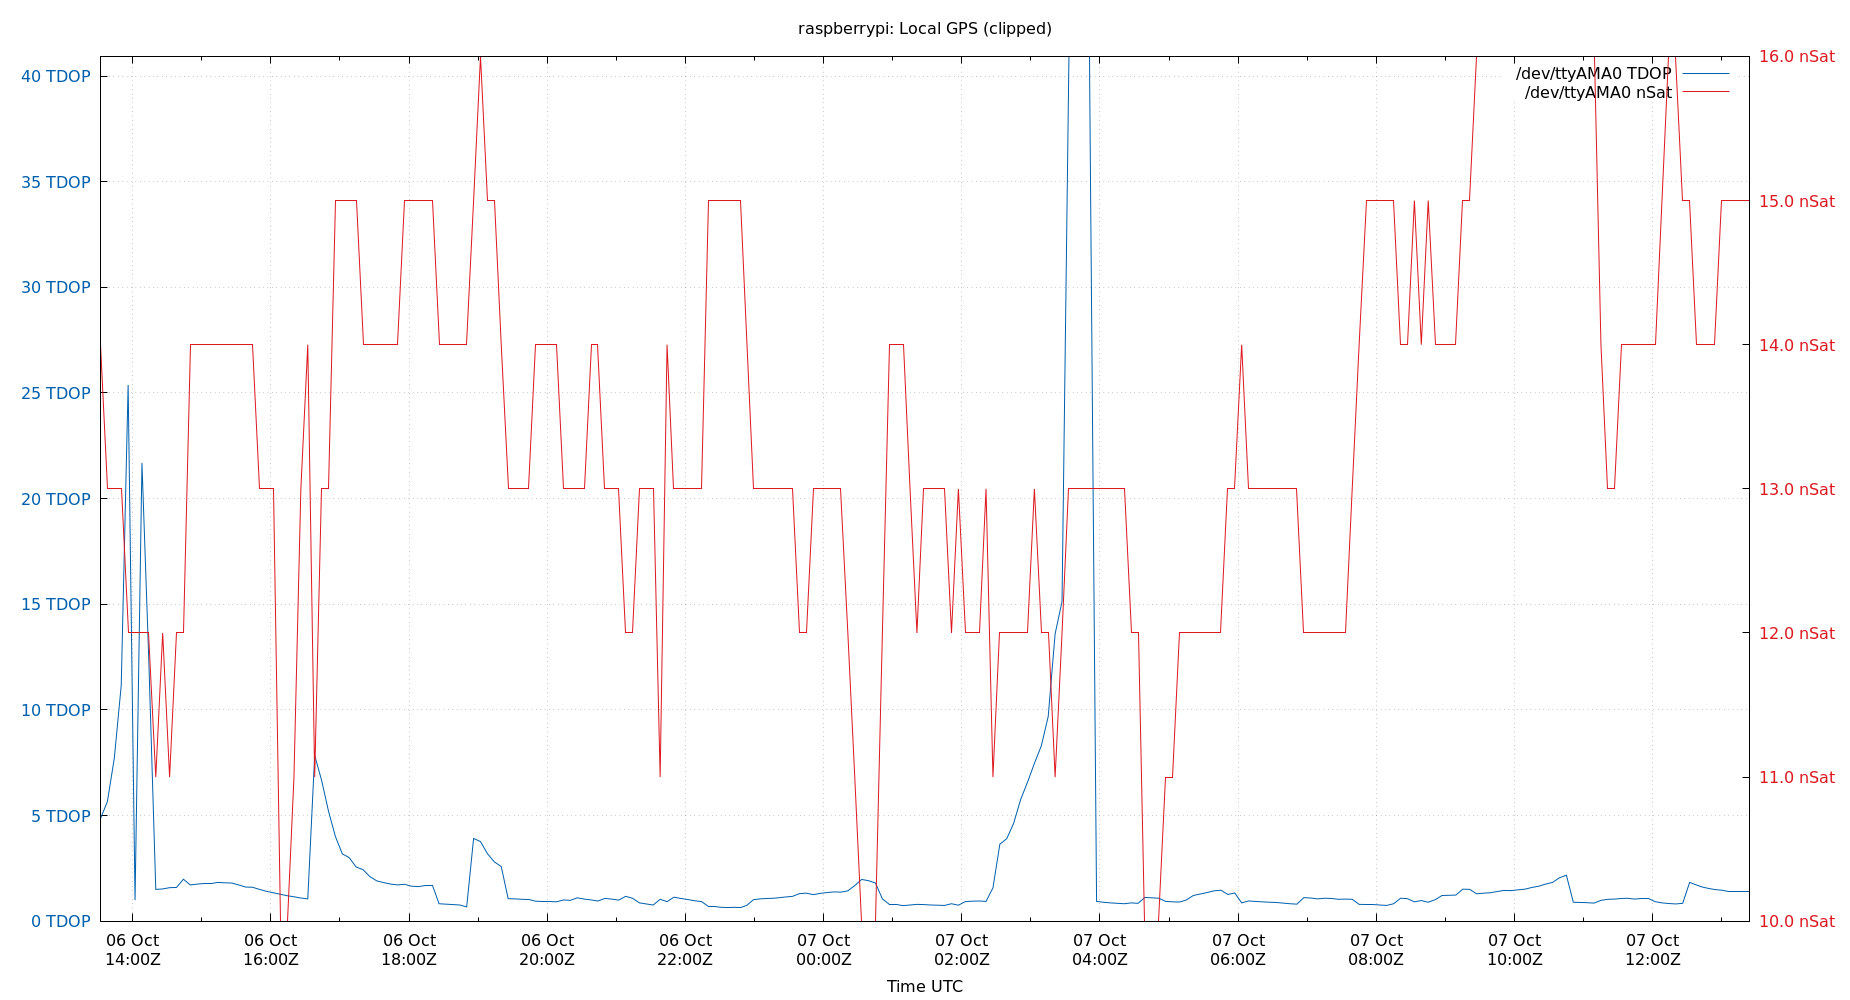 raspberrypi: Local GPS (clipped)
/dev/ttyAMA0 TDOP
/dev/ttyAMA0 nSat
40 TDOP
35 TDOP
30 TDOP
25 TDOP
20 TDOP
15 TDOP
10 TDOP
5 TDOP
0 TDOP
16.0 nSat
15.0 nSat
14.0 nSat
13.0 nSat
12.0 nSat
11.0 nSat
10.0 nSat
06 Oct
14:00Z
06 Oct
16:00Z
06 Oct
18:00Z
06 Oct
20:00Z
06 Oct
22:00Z
07 Oct
00:00Z
07 Oct
02:00Z
07 Oct
04:00Z
07 Oct
06:00Z
07 Oct
08:00Z
07 Oct
10:00Z
07 Oct
12:00Z
Time UTC